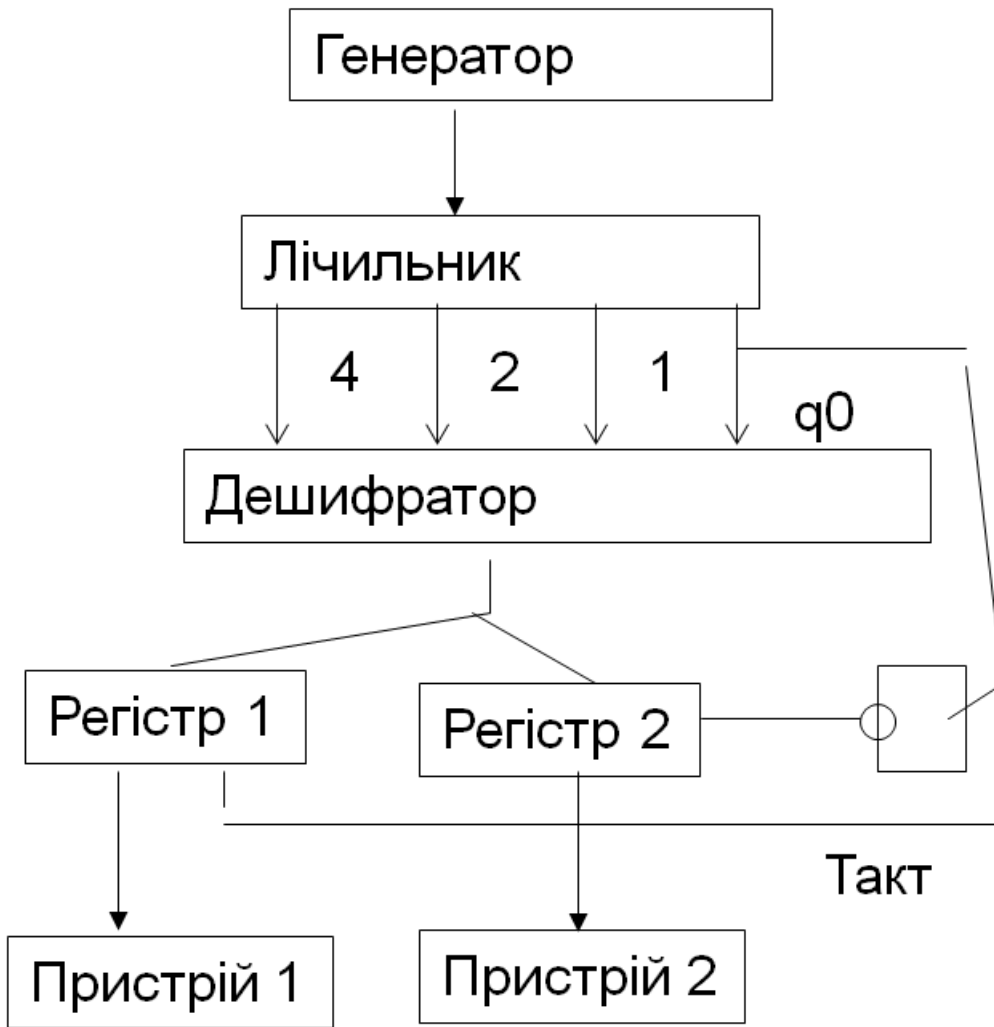 Генератор
Лічильник
4 2 1
q0
Дешифратор
Регістр 1
Регістр 2
Такт
Пристрій 1
Пристрій 2